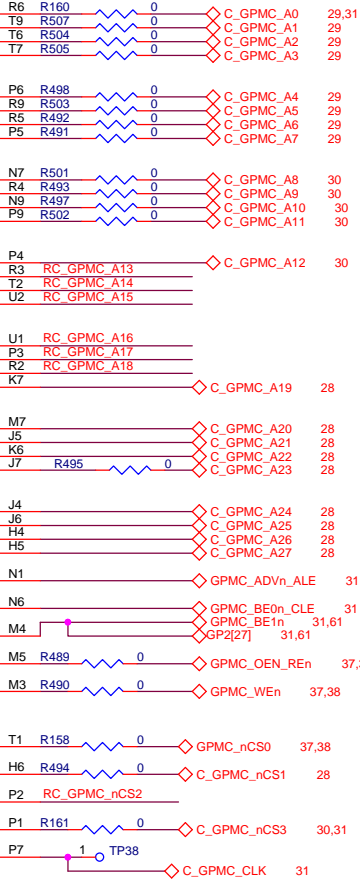 R6 R160 0 C_GPMC_A0 29,31
T9 R507 0 C_GPMC_A1 29
T6 R504 0 C_GPMC_A2 29
T7 R505 0 C_GPMC_A3 29
P6 R498 0 C_GPMC_A4 29
R9 R503 0 C_GPMC_A5 29
R5 R492 0 C_GPMC_A6 29
P5 R491 0 C_GPMC_A7 29
N7 R501 0 C_GPMC_A8 30
R4 R493 0 C_GPMC_A9 30
N9 R497 0 C_GPMC_A10 30
P9 R502 0 C_GPMC_A11 30
P4 C_GPMC_A12 30
R3 RC_GPMC_A13
T2 RC_GPMC_A14
U2 RC_GPMC_A15
U1 RC_GPMC_A16
P3 RC_GPMC_A17
R2 RC_GPMC_A18
K7 C_GPMC_A19 28
M7 C_GPMC_A20 28
J5 C_GPMC_A21 28
K6 C_GPMC_A22 28
J7 R495 0 C_GPMC_A23 28
J4 C_GPMC_A24 28
J6 C_GPMC_A25 28
H4 C_GPMC_A26 28
H5 C_GPMC_A27 28
N1 GPMC_ADVn_ALE 31
N6 GPMC_BE0n_CLE 31
GPMC_BE1n 31,61
M4 GP2[27] 31,61
M5 R489 0 GPMC_OEN_REn 37,
M3 R490 0 GPMC_WEn 37,38
T1 R158 0 GPMC_nCS0 37,38
H6 R494 0 C_GPMC_nCS1 28
P2 RC_GPMC_nCS2
P1 R161 0 C_GPMC_nCS3 30,31
P7 1 TP38
C_GPMC_CLK 31